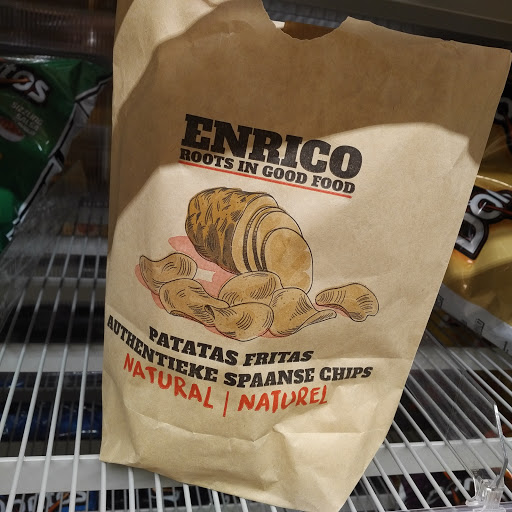 ENRICO
ROOTS IN GOOD FOOD
PATATAS FRITAS
AUTHENTIEKE SPAANSE CHIPS
NATURAL | NATUREL